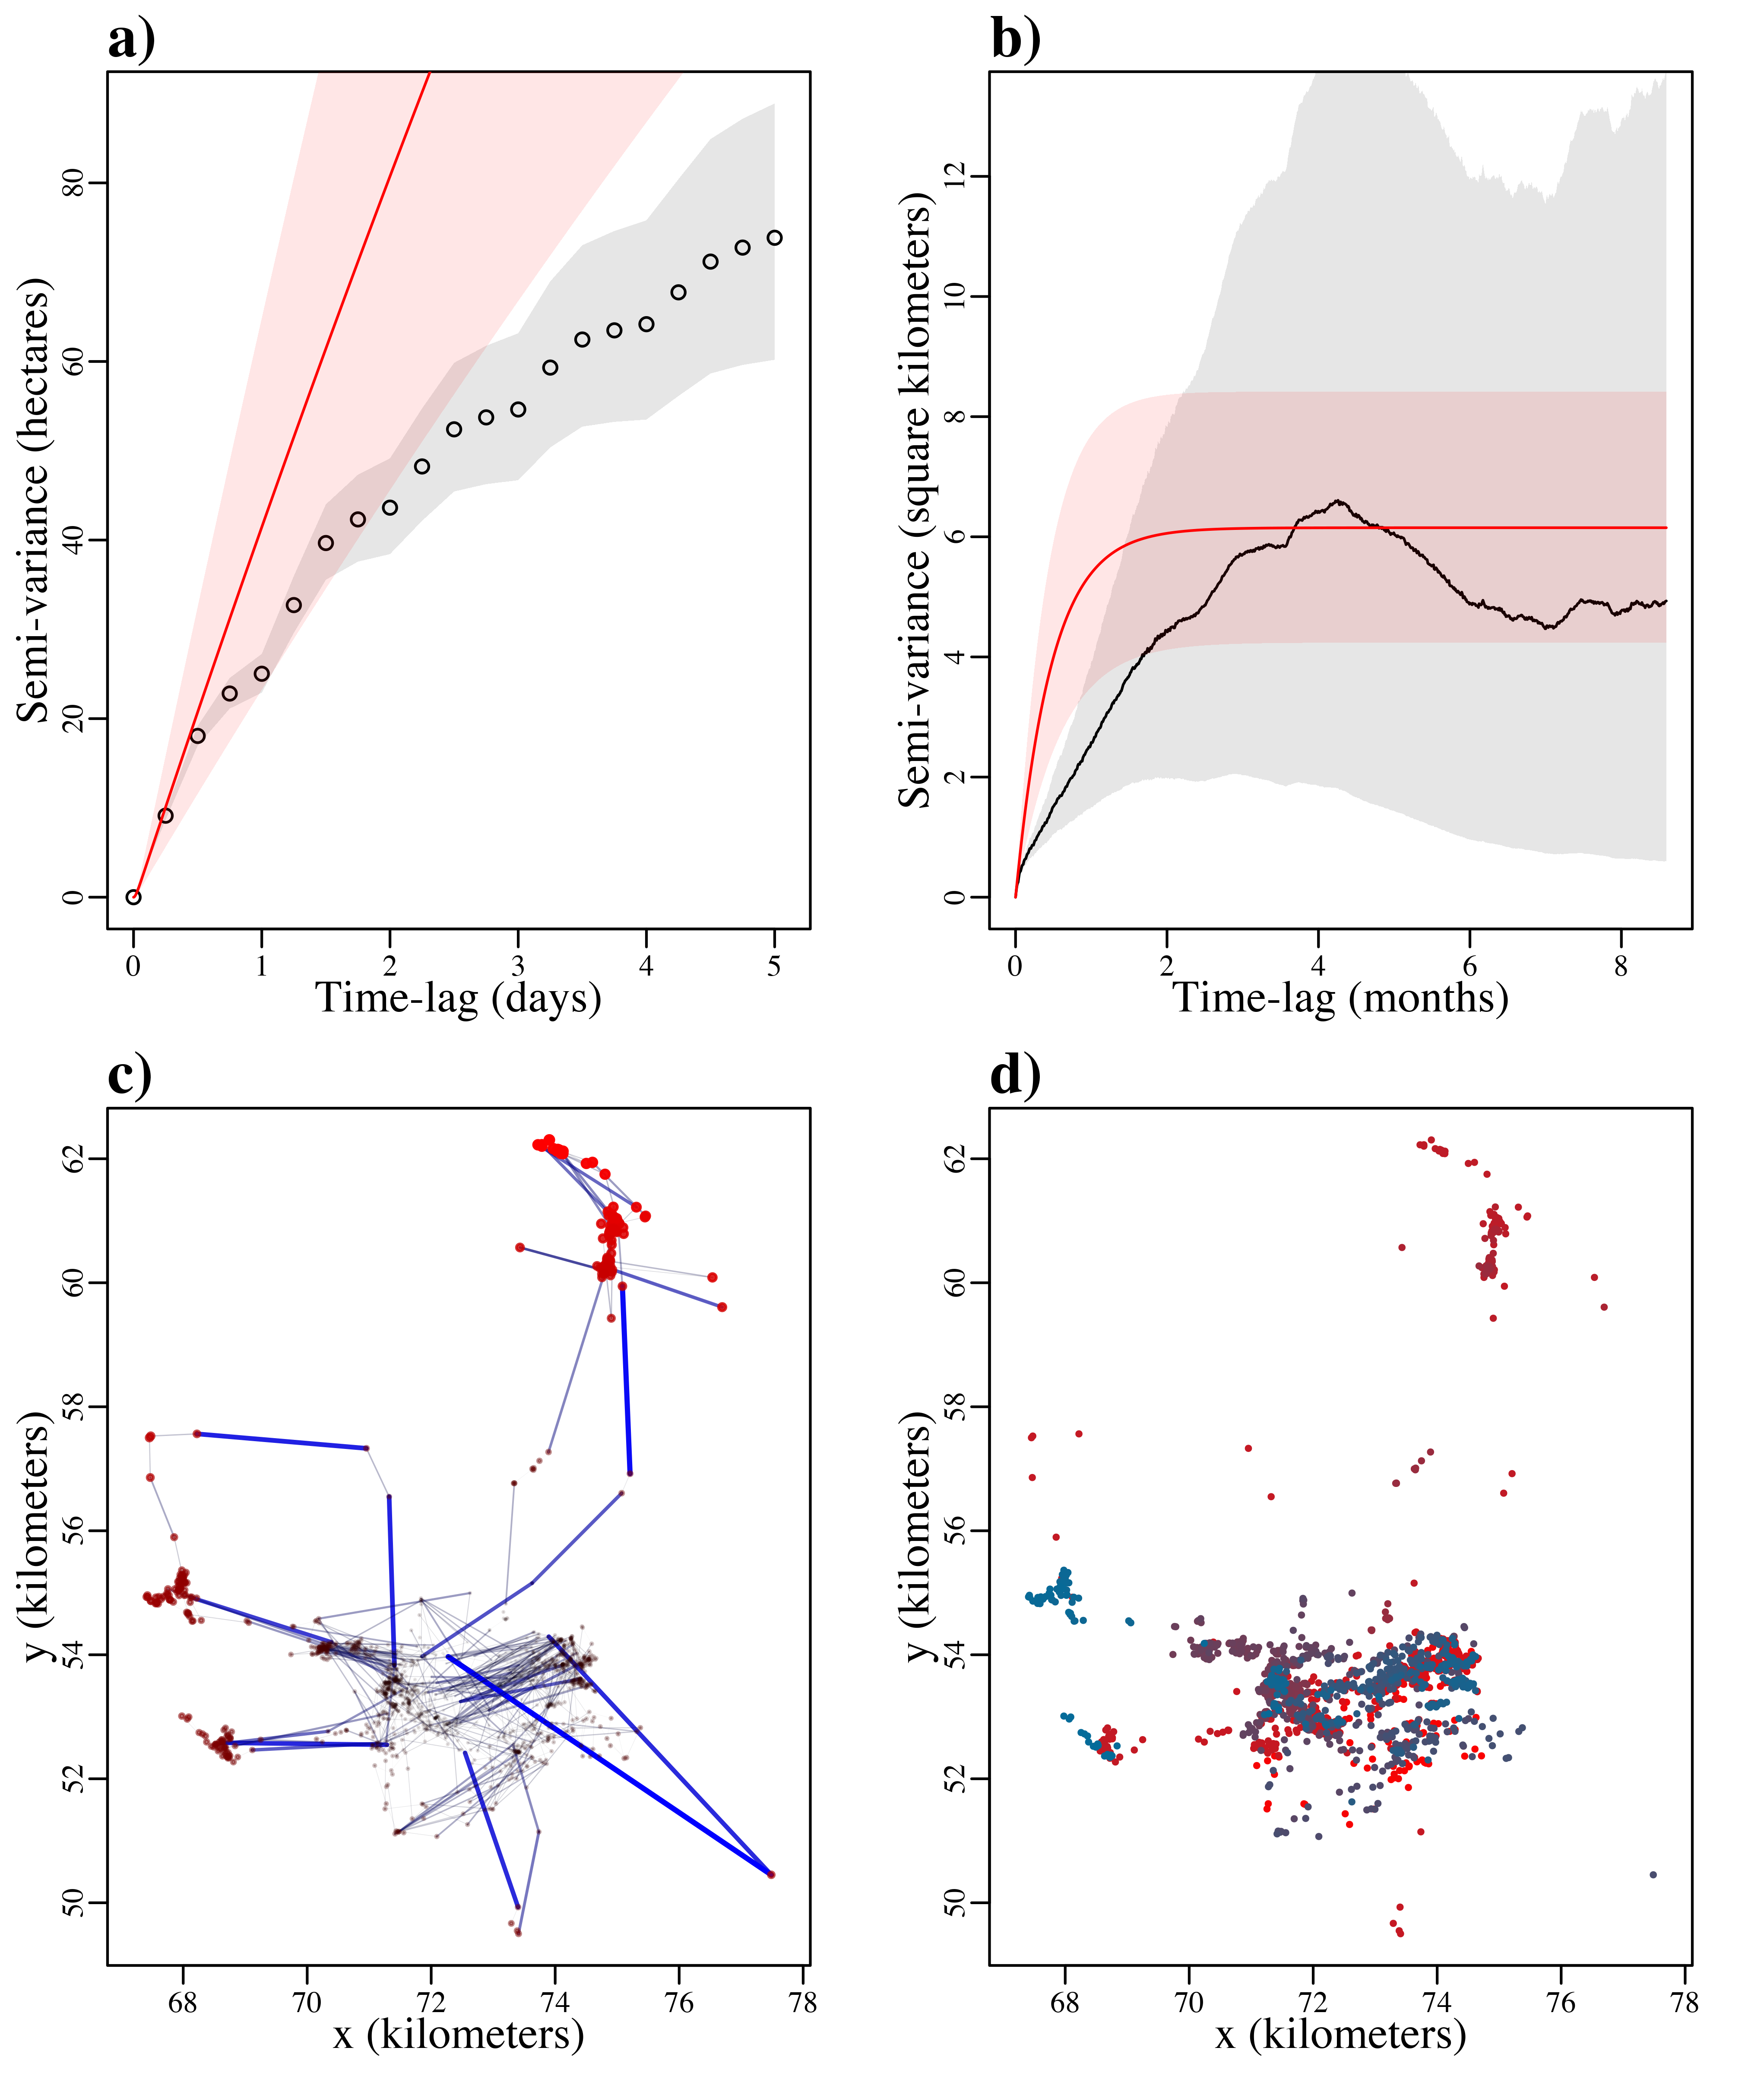 a)
Semi-variance (hectares)
80
60
40
20
0
0 1 2 3 4 5
Time-lag (days)
b)
Semi-variance (square kilometers)
12
10
8
6
4
2
0
0 2 4 6 8
Time-lag (months)
c)
y (kilometers)
62
60
58
56
54
52
50
68 70 72 74 76 78
x (kilometers)
d)
y (kilometers)
62
60
58
56
54
52
50
68 70 72 74 76 78
x (kilometers)